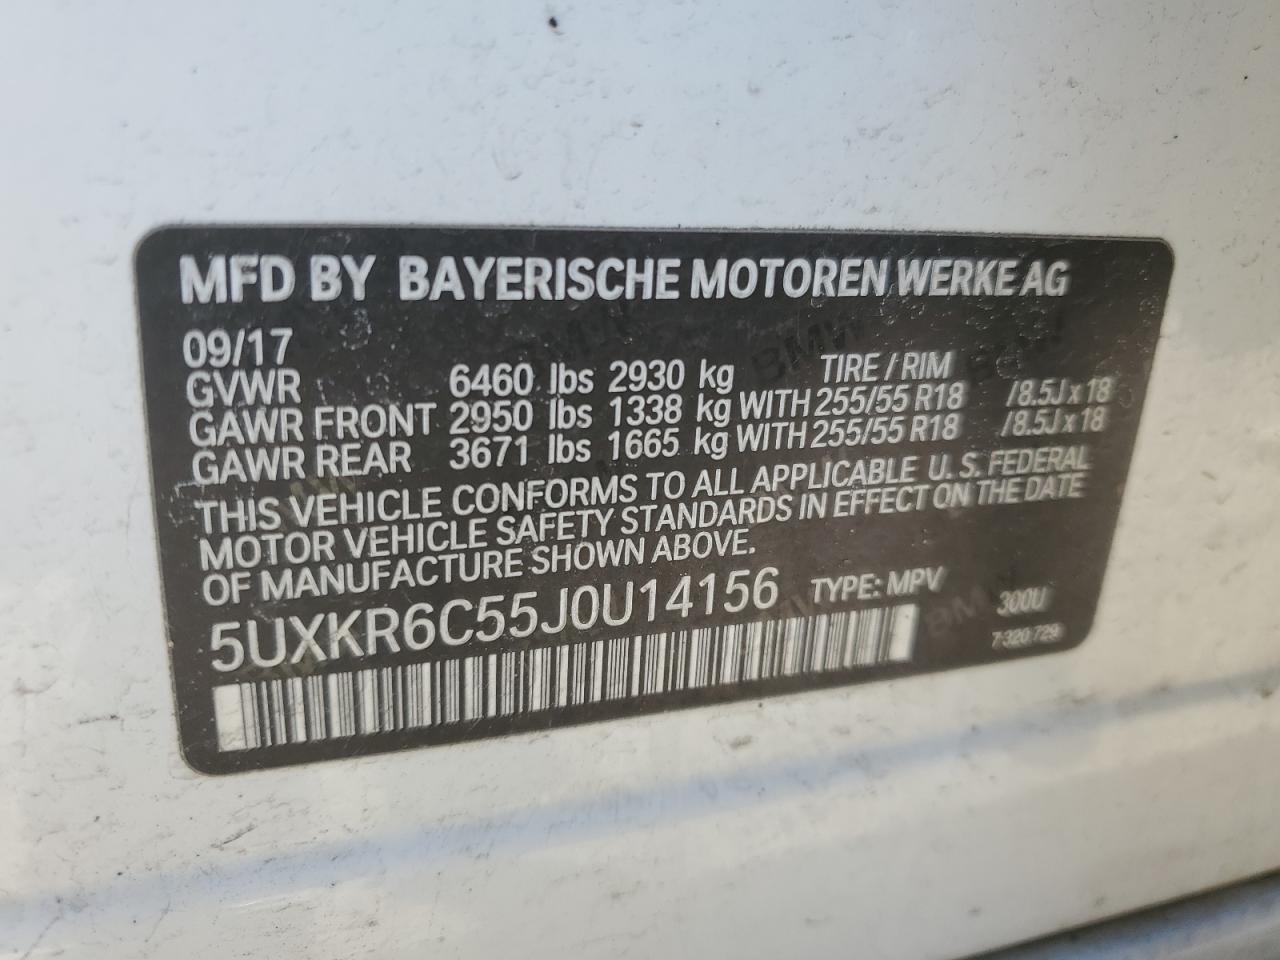 MFD BY BAYERISCHE MOTOREN WERKE AG
09/17
GVWR 6460 lbs 2930 kg TIRE / RIM
GAWR FRONT 2950 lbs 1338 kg WITH 255/55 R18 /8.5J x 18
GAWR REAR 3671 lbs 1665 kg WITH 255/55 R18 /8.5J x 18
THIS VEHICLE CONFORMS TO ALL APPLICABLE U. S. FEDERAL
MOTOR VEHICLE SAFETY STANDARDS IN EFFECT ON THE DATE
OF MANUFACTURE SHOWN ABOVE.
5UXKR6C55J0U14156 TYPE: MPV 300U
7-320.729